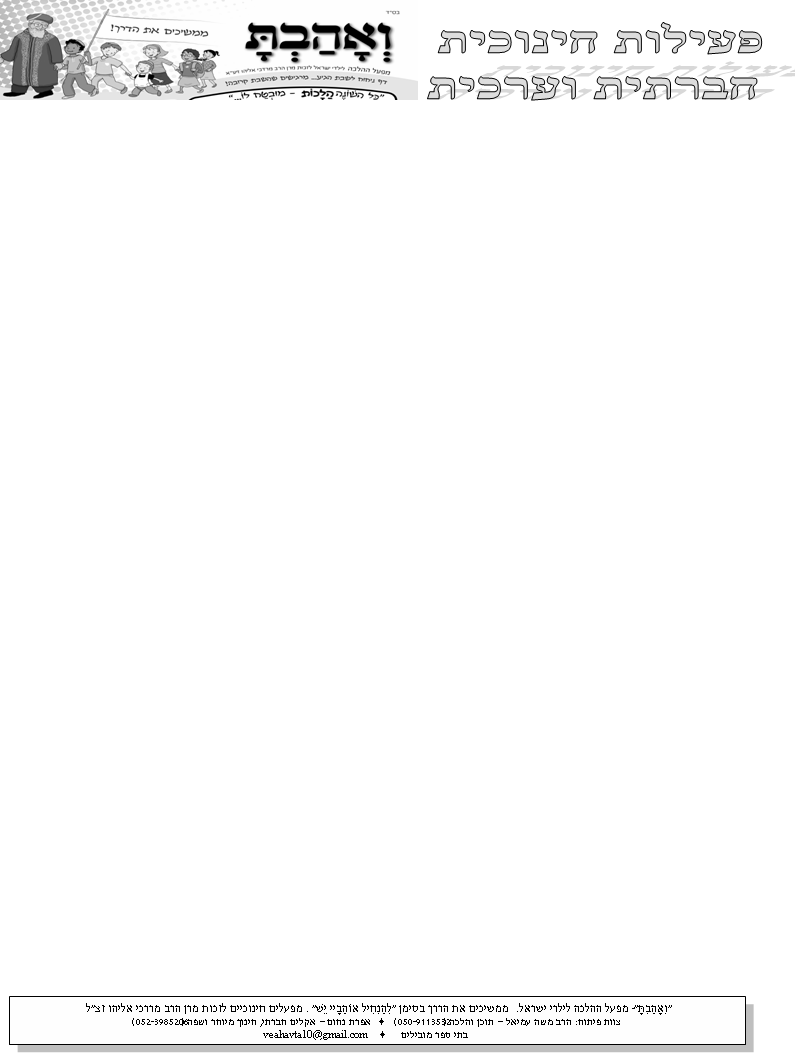 בס"ד
וְאָהַבְתָּ
ממשיכים את הדרך!
מפעל ההלכה לילדי ישראל לזכות מרן הרב מרדכי אליהו זיע"א
"כל השונה הֲלָכוֹת - מובטח לו..."
פעילות חינוכית
חברתית וערכית
"וְאָהַבְתָּ"- מפעל ההלכה לילדי ישראל. ממשיכים את הדרך בסימן "לְהַנְחִיל אוֹהֲבַיי יֵשׁ" . מפעלים חינוכיים לזכות מרן הרב מרדכי אליהו זצ"ל
צוות פיתוח: הרב משה עמיאל – תוכן והלכה ✦ אפרת נחום – אקלים חברתי, חינוך מיוחד ושפה
בתי ספר מובילים ✦ veahavta10@gmail.com